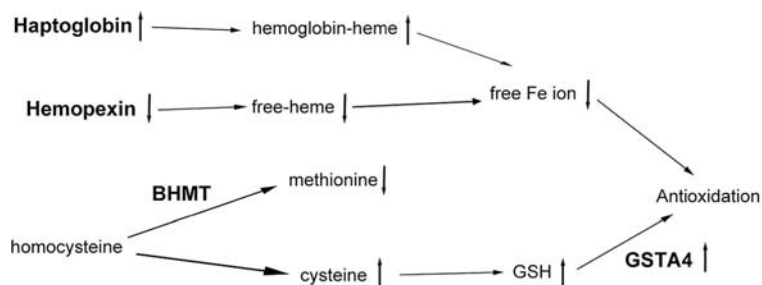 Haptoglobin
hemoglobin-heme
Hemopexin
free-heme
free Fe ion
BHMT
methionine
Antioxidation
homocysteine
cysteine
GSH
GSTA4